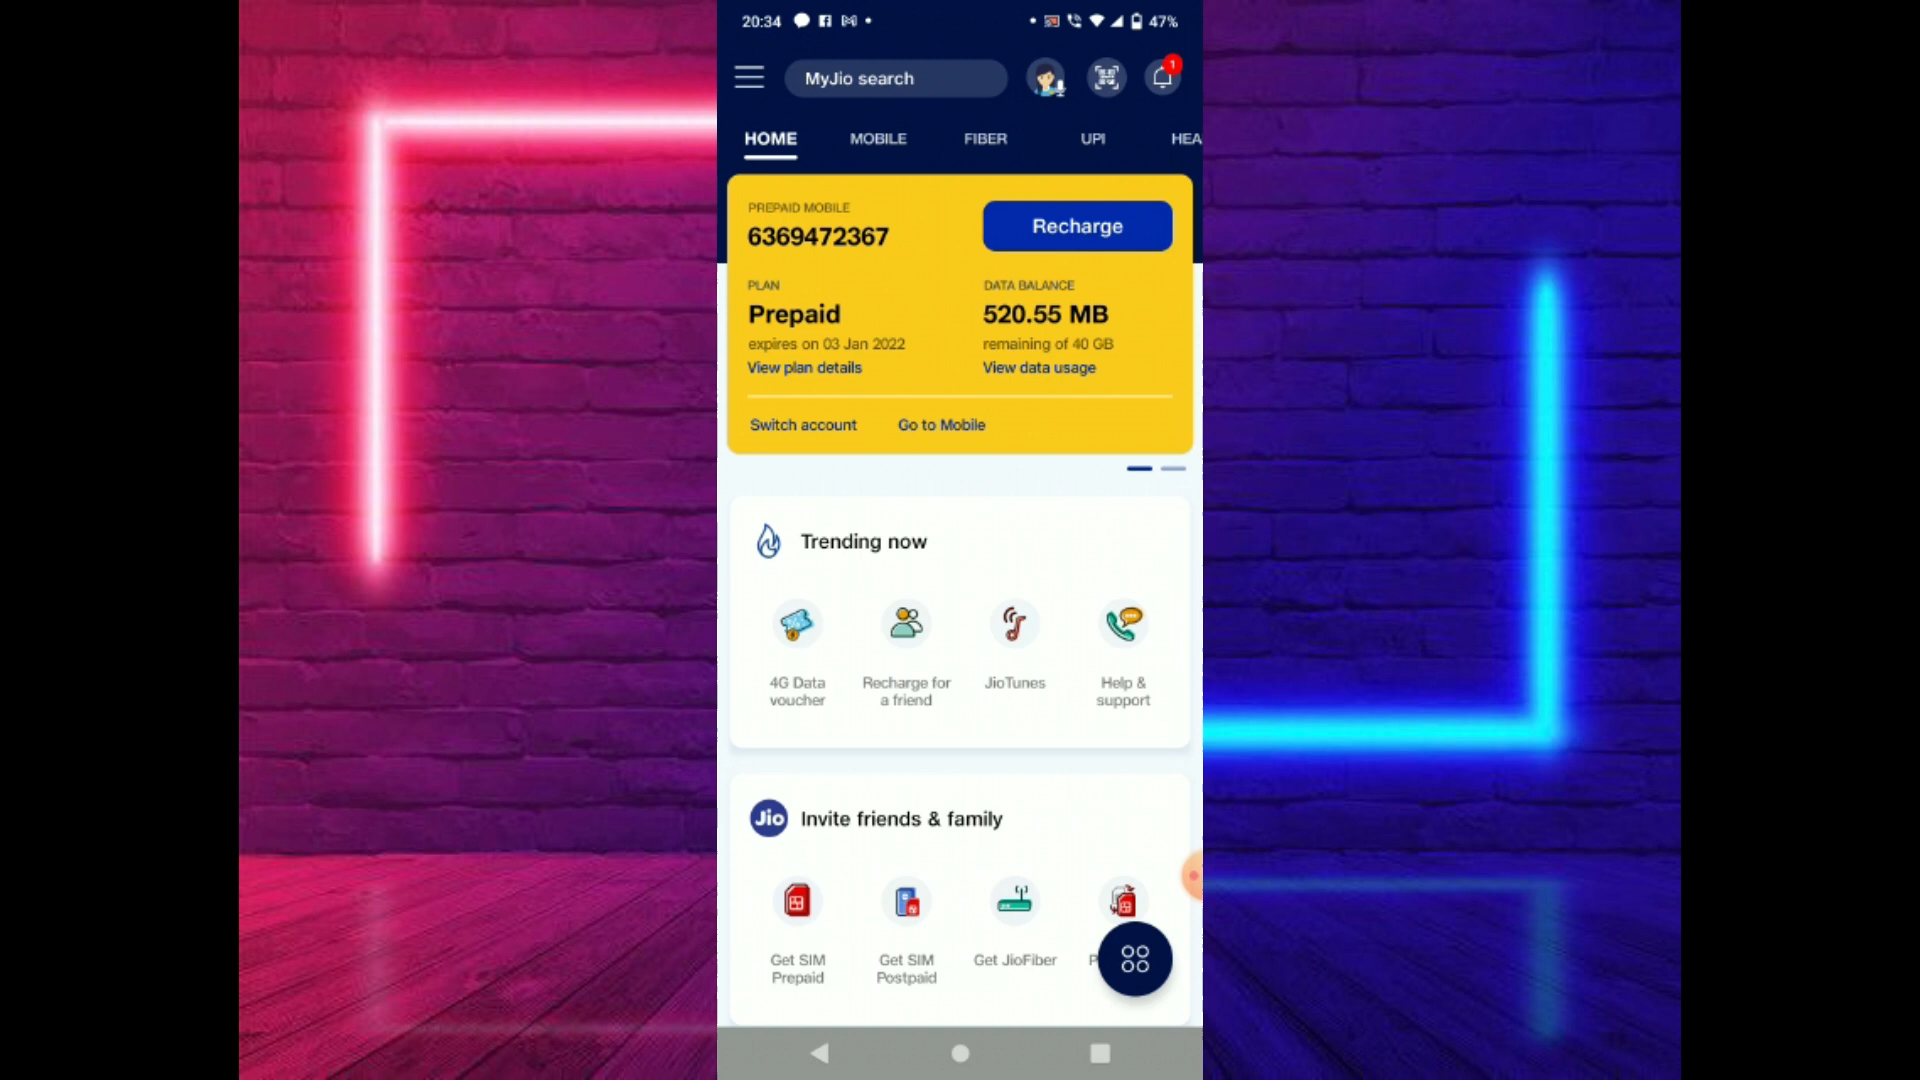 20:34
47%
MyJio search
1
HOME MOBILE FIBER UPI HEA
PREPAID MOBILE
6369472367
Recharge
PLAN
Prepaid
expires on 03 Jan 2022
View plan details
DATA BALANCE
520.55 MB
remaining of 40 GB
View data usage
Switch account Go to Mobile
Trending now
4G Data
voucher
Recharge for
a friend
JioTunes
Help &
support
Jio Invite friends & family
Get SIM
Prepaid
Get SIM
Postpaid
Get JioFiber
P